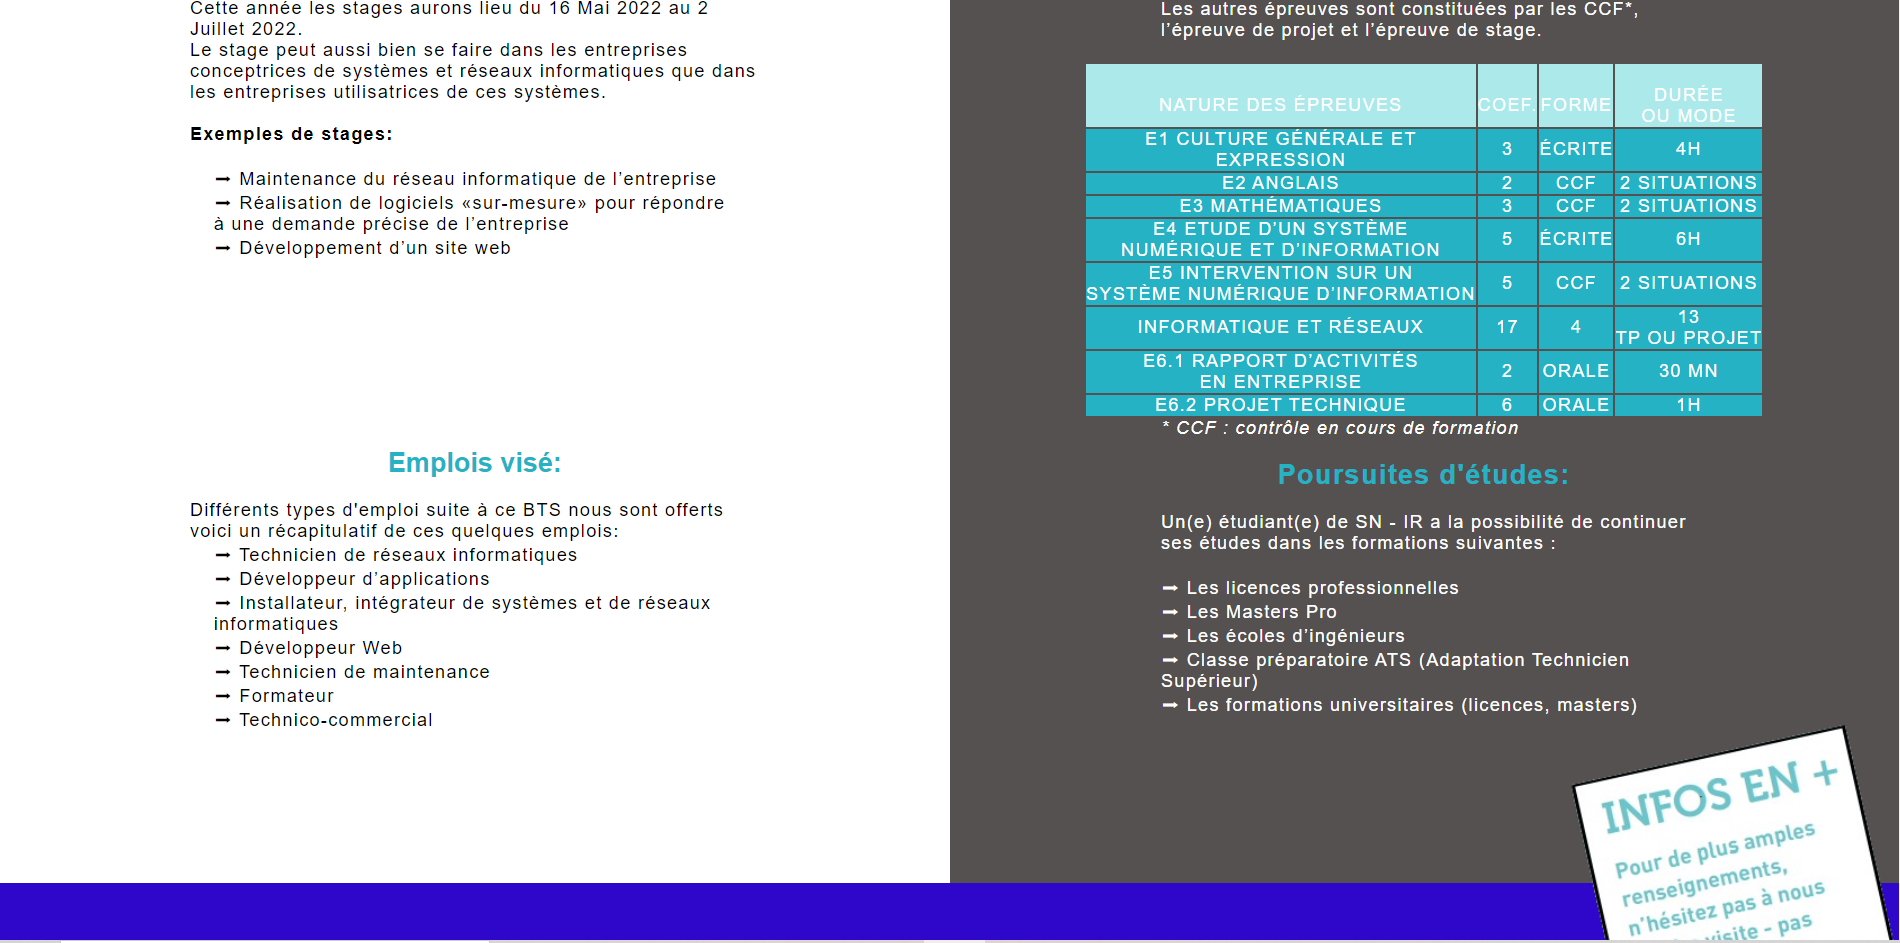 Cette année les stages aurons lieu du 16 Mai 2022 au 2
Juillet 2022.
Le stage peut aussi bien se faire dans les entreprises
conceptrices de systèmes et réseaux informatiques que dans
les entreprises utilisatrices de ces systèmes.
Exemples de stages:
➞ Maintenance du réseau informatique de l’entreprise
➞ Réalisation de logiciels «sur-mesure» pour répondre
à une demande précise de l’entreprise
➞ Développement d’un site web
Emplois visé:
Différents types d'emploi suite à ce BTS nous sont offerts
voici un récapitulatif de ces quelques emplois:
➞ Technicien de réseaux informatiques
➞ Développeur d’applications
➞ Installateur, intégrateur de systèmes et de réseaux
informatiques
➞ Développeur Web
➞ Technicien de maintenance
➞ Formateur
➞ Technico-commercial
Les autres épreuves sont constituées par les CCF*,
l’épreuve de projet et l’épreuve de stage.
NATURE DES ÉPREUVES COEF. FORME DURÉE
OU MODE
E1 CULTURE GÉNÉRALE ET
EXPRESSION 3 ÉCRITE 4H
E2 ANGLAIS 2 CCF 2 SITUATIONS
E3 MATHÉMATIQUES 3 CCF 2 SITUATIONS
E4 ETUDE D’UN SYSTÈME
NUMÉRIQUE ET D’INFORMATION 5 ÉCRITE 6H
E5 INTERVENTION SUR UN
SYSTÈME NUMÉRIQUE D’INFORMATION 5 CCF 2 SITUATIONS
INFORMATIQUE ET RÉSEAUX 17 4 13
TP OU PROJET
E6.1 RAPPORT D’ACTIVITÉS
EN ENTREPRISE 2 ORALE 30 MN
E6.2 PROJET TECHNIQUE 6 ORALE 1H
* CCF : contrôle en cours de formation
Poursuites d'études:
Un(e) étudiant(e) de SN - IR a la possibilité de continuer
ses études dans les formations suivantes :
➞ Les licences professionnelles
➞ Les Masters Pro
➞ Les écoles d’ingénieurs
➞ Classe préparatoire ATS (Adaptation Technicien
Supérieur)
➞ Les formations universitaires (licences, masters)
INFOS EN +
Pour de plus amples
renseignements,
n’hésitez pas à nous
visite - pas